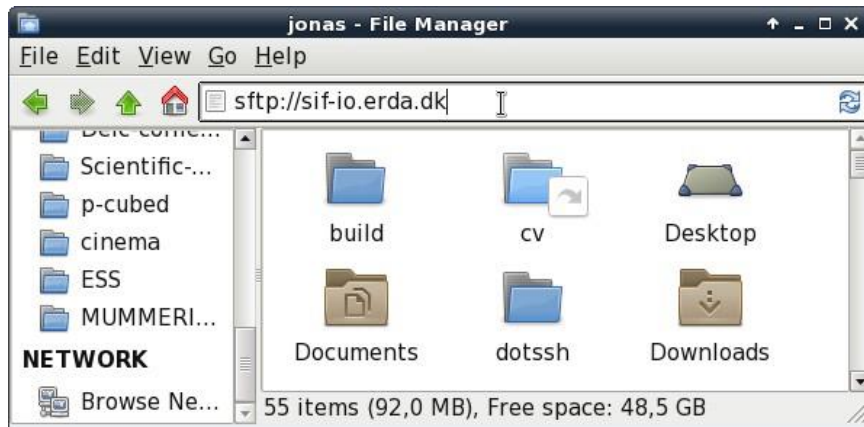 jonas - File Manager
File Edit View Go Help
sftp://sif-io.erda.dk
Scientific-...
p-cubed
cinema
ESS
MUMMERI...
NETWORK
Browse Ne...
build cv Desktop
Documents dotssh Downloads
55 items (92,0 MB), Free space: 48,5 GB